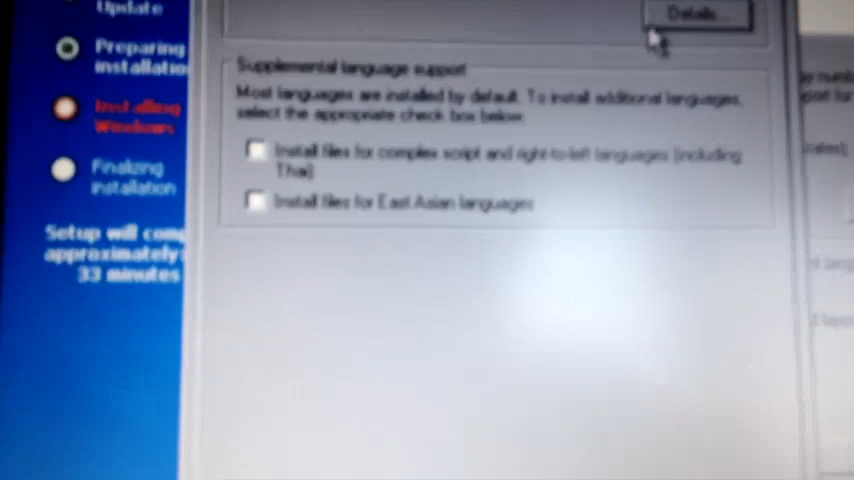 Update
Details...
Preparing
installation
Supplemental language support
Most languages are installed by default. To install additional languages,
select the appropriate check box below.
Installing
Windows
Install files for complex script and right-to-left languages (including
Thai)
Finalizing
installation
Install files for East Asian languages
Setup will
approximately:
33 minutes